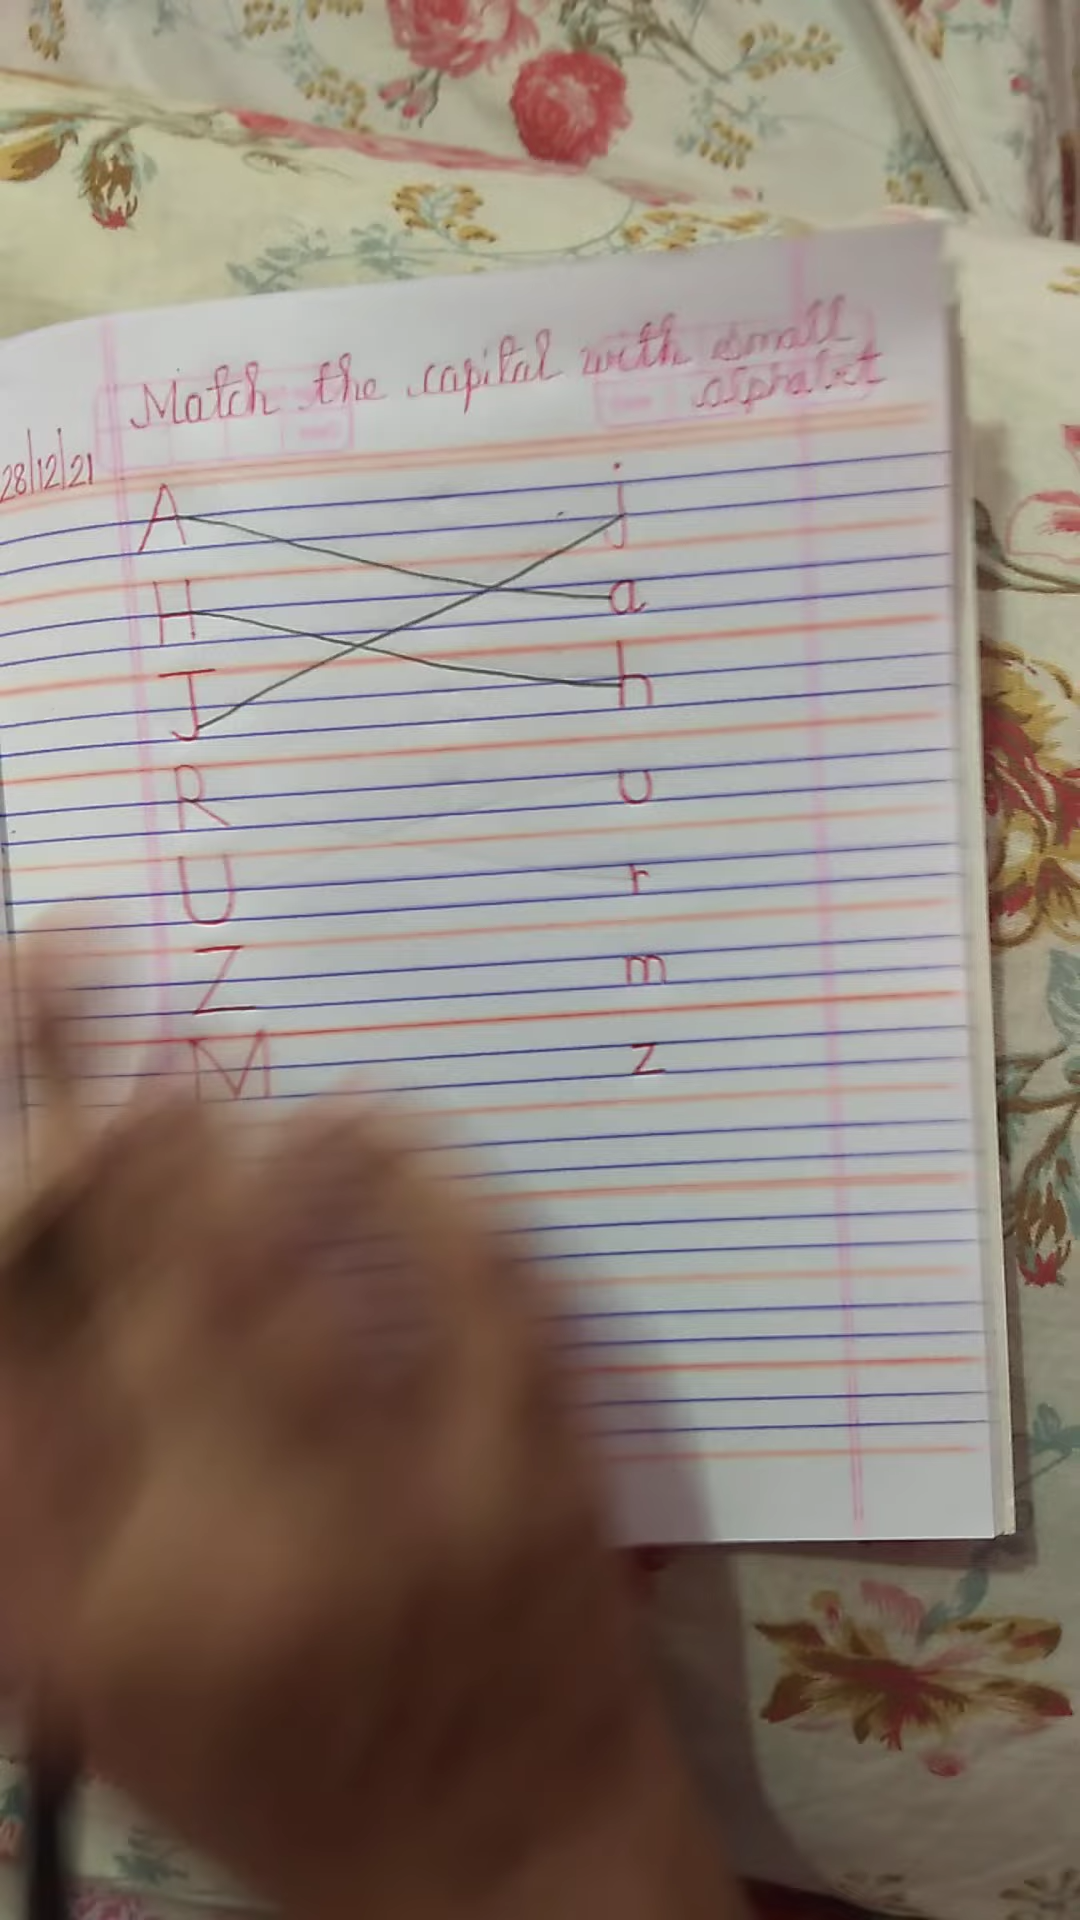 Match the capital with small
alphabet
28/12/21
A j
H a
J h
R u
U r
Z m
M z